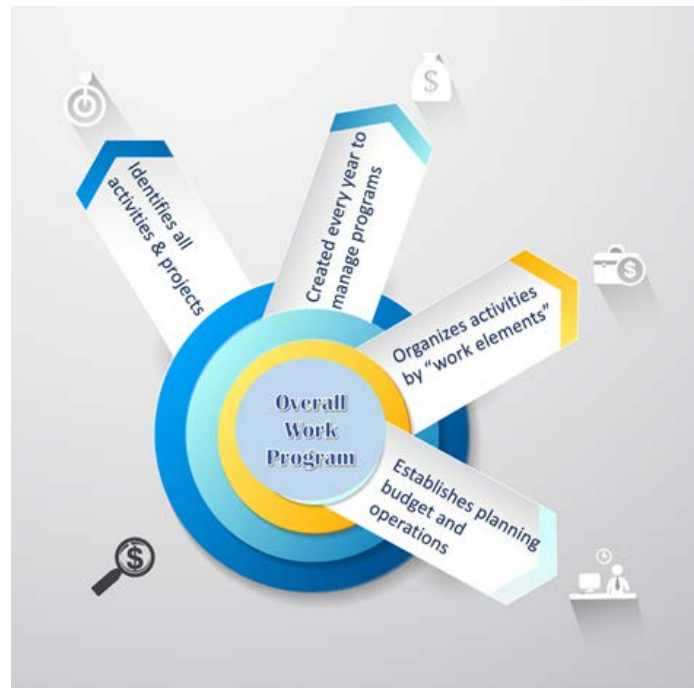 Identifies all
activities & projects
Created every year to
manage programs
Organizes activities
by “work elements”
Establishes planning
budget and
operations
Overall
Work
Program
$
$
$